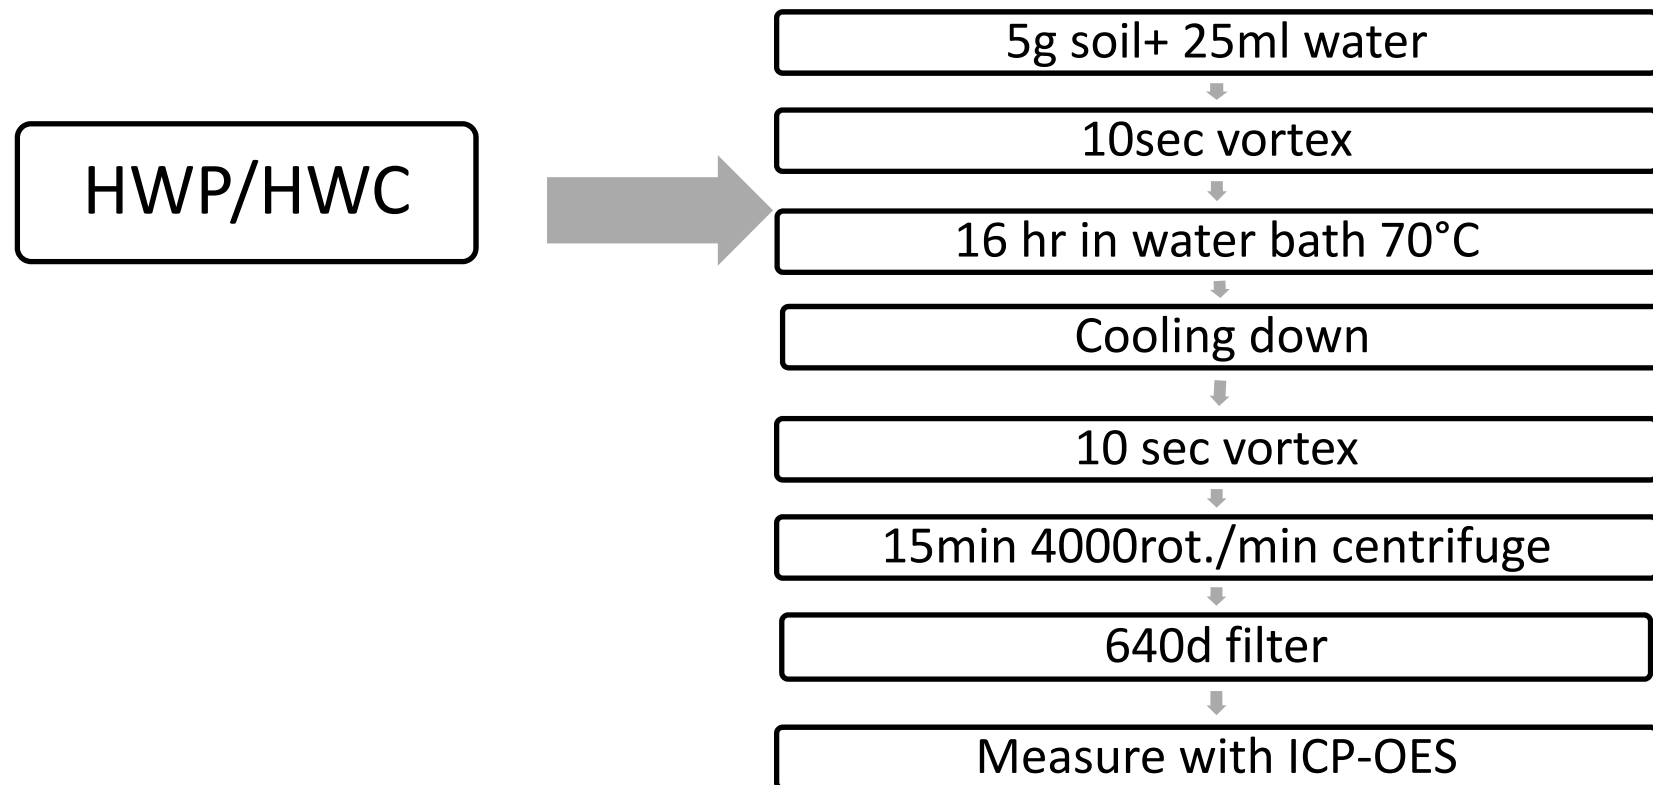 HWP/HWC
5g soil+ 25ml water
10sec vortex
16 hr in water bath 70°C
Cooling down
10 sec vortex
15min 4000rot./min centrifuge
640d filter
Measure with ICP-OES